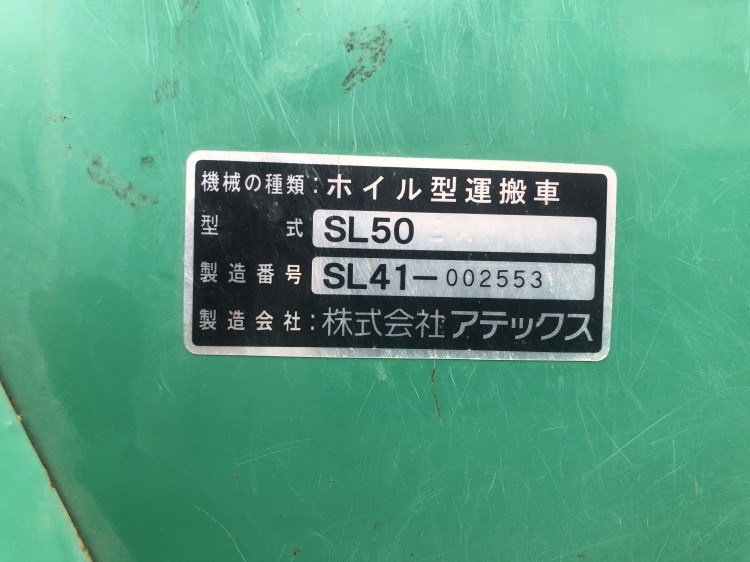 機械の種類:ホイル型運搬車
型式 SL50
製造番号 SL41-002553
製造会社:株式会社アテックス